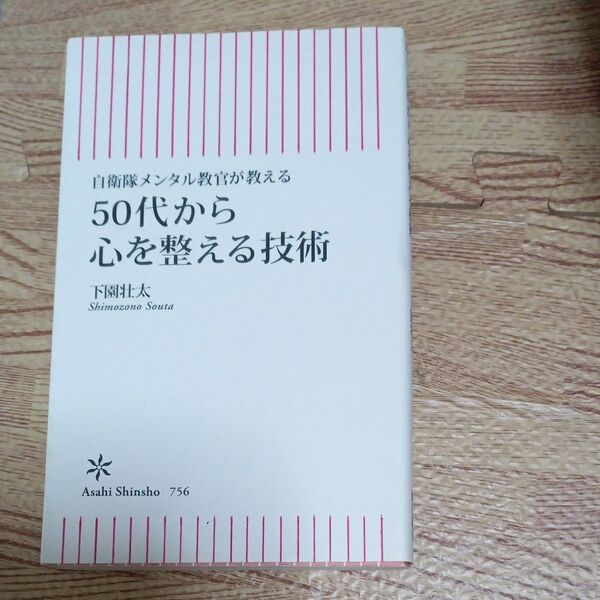 自衛隊メンタル教官が教える
50代から
心を整える技術
下園壮太
Shimozono Souta
Asahi Shinsho 756